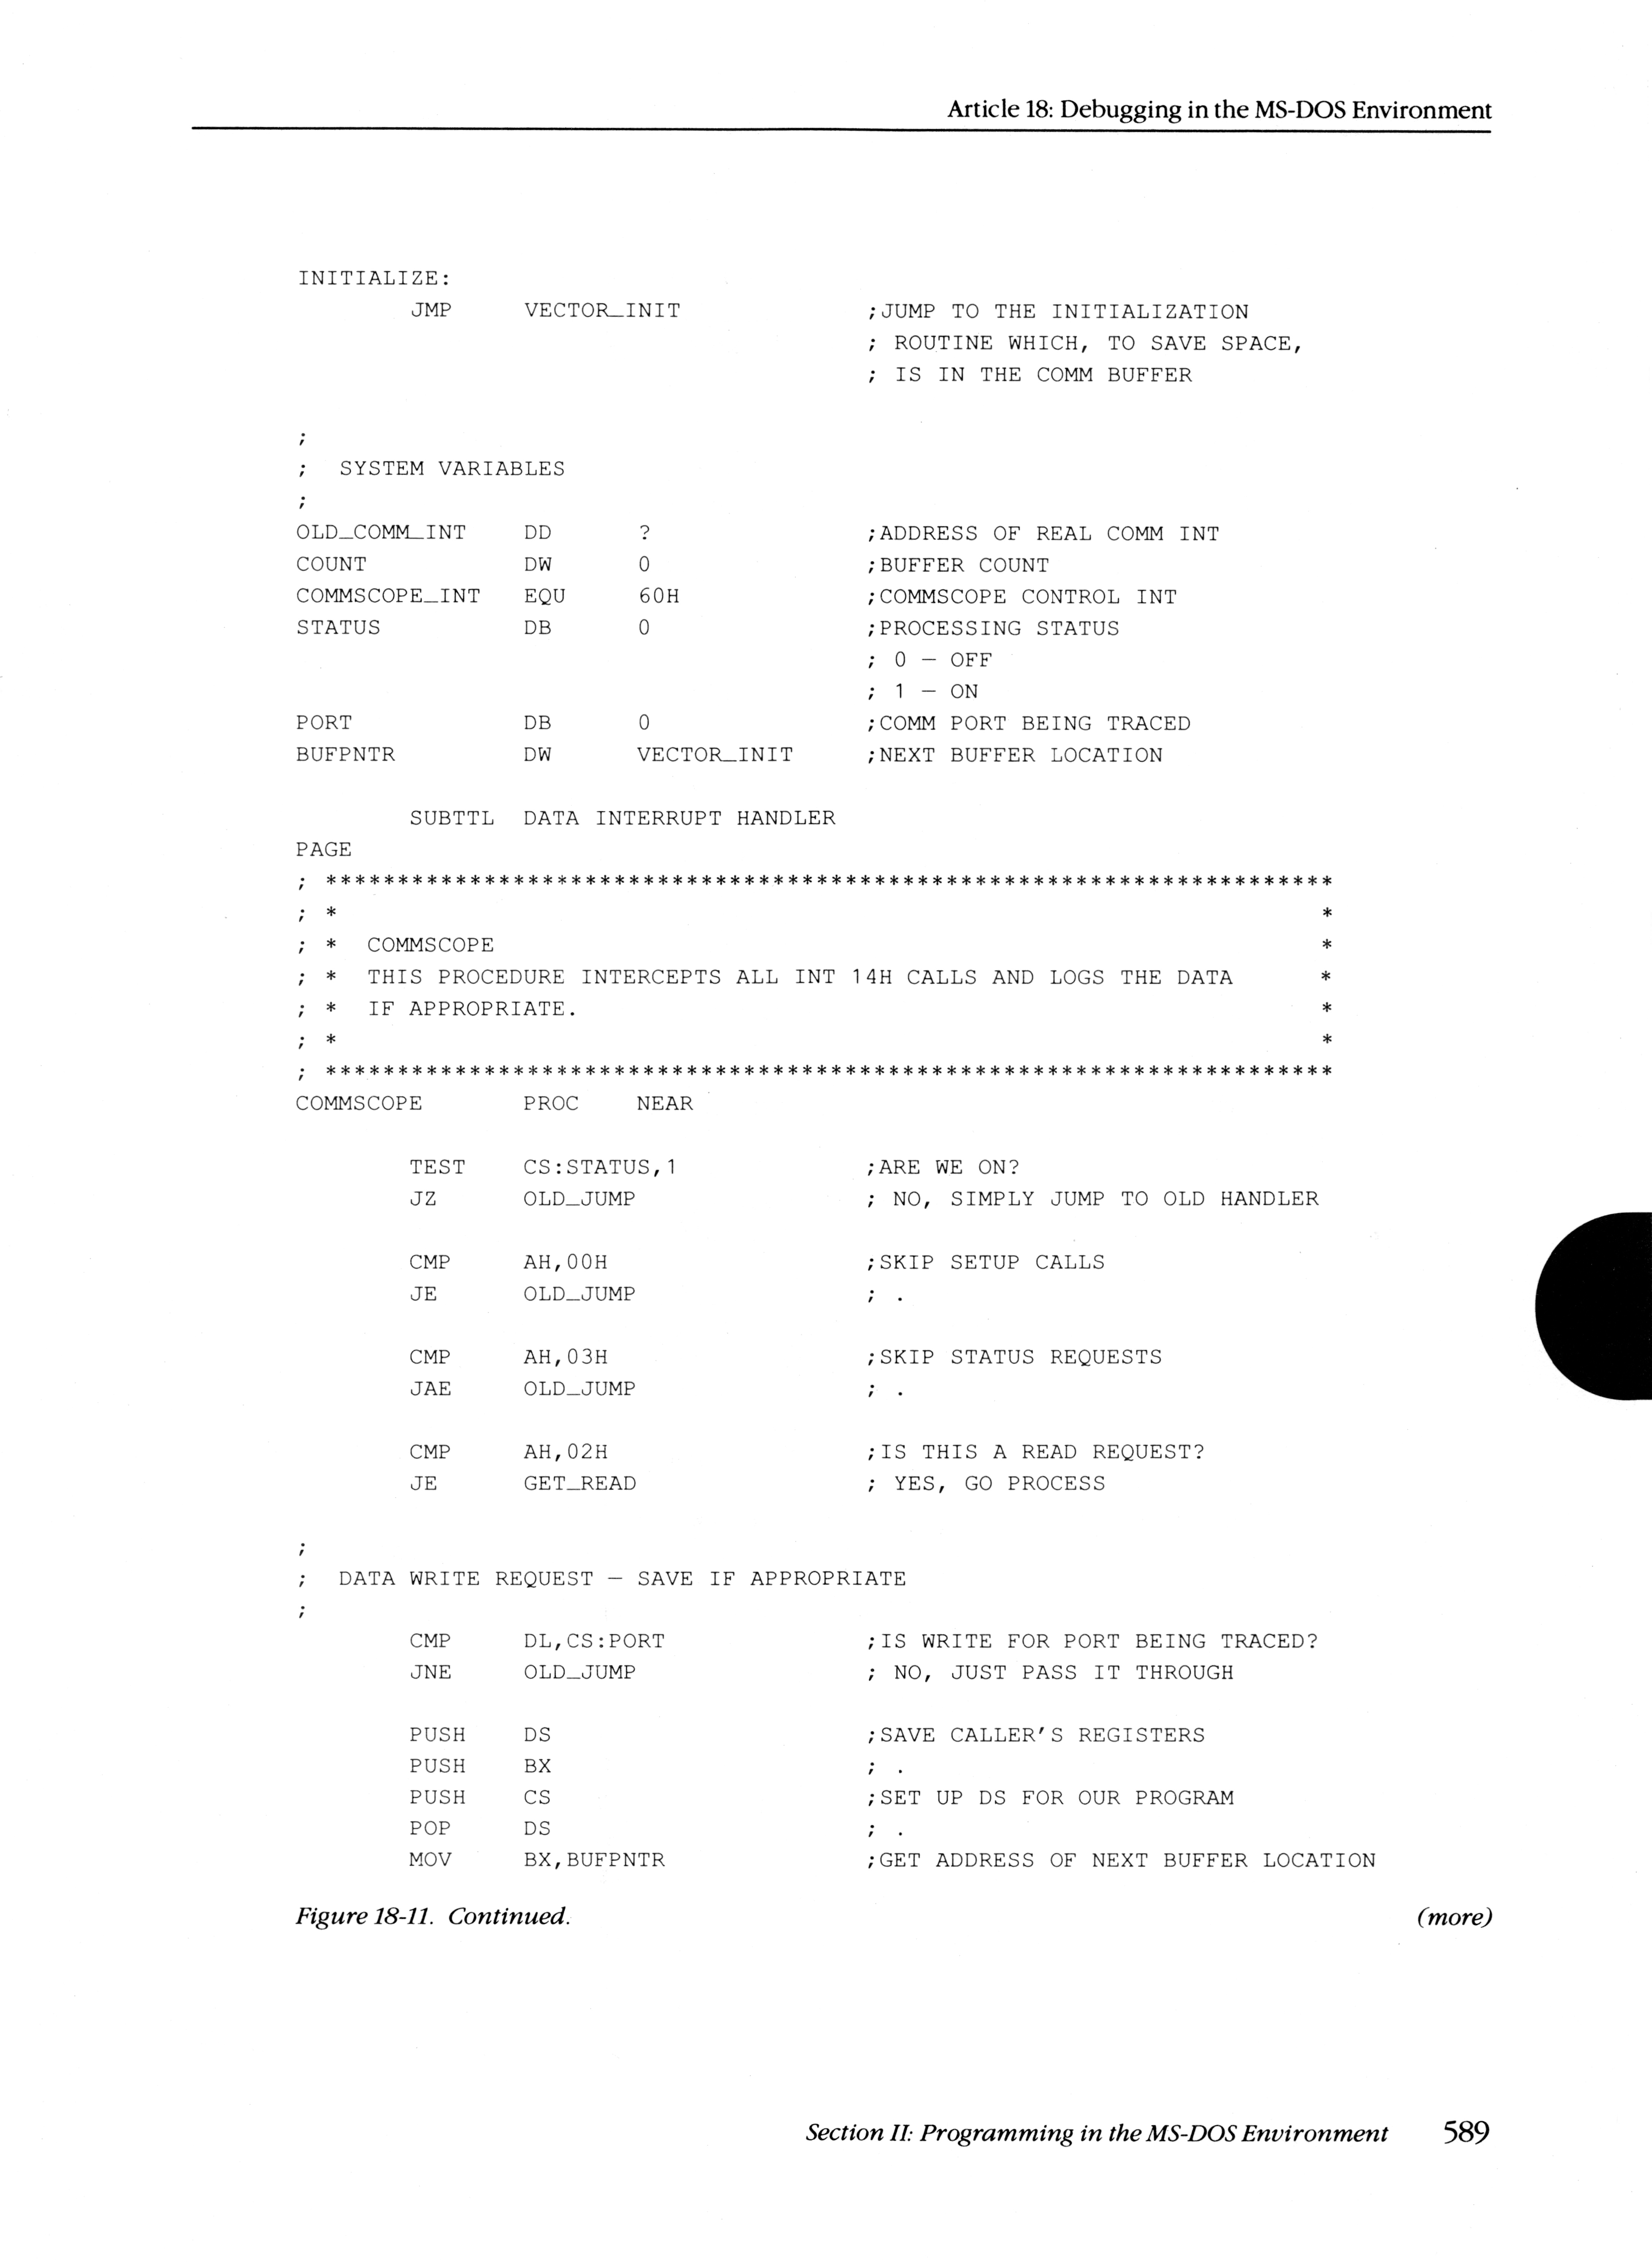 Article 18: Debugging in the MS-DOS Environment
INITIALIZE:
        JMP     VECTOR_INIT             ;JUMP TO THE INITIALIZATION
                                        ; ROUTINE WHICH, TO SAVE SPACE,
                                        ; IS IN THE COMM BUFFER
;
;  SYSTEM VARIABLES
;
OLD_COMM_INT    DD      ?               ;ADDRESS OF REAL COMM INT
COUNT           DW      0               ;BUFFER COUNT
COMMSCOPE_INT   EQU     60H             ;COMMSCOPE CONTROL INT
STATUS          DB      0               ;PROCESSING STATUS
                                        ; 0 — OFF
                                        ; 1 — ON
PORT            DB      0               ;COMM PORT BEING TRACED
BUFPNTR         DW      VECTOR_INIT     ;NEXT BUFFER LOCATION
        SUBTTL  DATA INTERRUPT HANDLER
PAGE
; **********************************************************************
; *                                                                    *
; *  COMMSCOPE                                                         *
; *  THIS PROCEDURE INTERCEPTS ALL INT 14H CALLS AND LOGS THE DATA     *
; *  IF APPROPRIATE.                                                   *
; *                                                                    *
; **********************************************************************
COMMSCOPE       PROC    NEAR
        TEST    CS:STATUS,1             ;ARE WE ON?
        JZ      OLD_JUMP                ; NO, SIMPLY JUMP TO OLD HANDLER
        CMP     AH,00H                  ;SKIP SETUP CALLS
        JE      OLD_JUMP                ; .
        CMP     AH,03H                  ;SKIP STATUS REQUESTS
        JAE     OLD_JUMP                ; .
        CMP     AH,02H                  ;IS THIS A READ REQUEST?
        JE      GET_READ                ; YES, GO PROCESS
;
;  DATA WRITE REQUEST — SAVE IF APPROPRIATE
;
        CMP     DL,CS:PORT              ;IS WRITE FOR PORT BEING TRACED?
        JNE     OLD_JUMP                ; NO, JUST PASS IT THROUGH
        PUSH    DS                      ;SAVE CALLER'S REGISTERS
        PUSH    BX                      ; .
        PUSH    CS                      ;SET UP DS FOR OUR PROGRAM
        POP     DS                      ; .
        MOV     BX,BUFPNTR              ;GET ADDRESS OF NEXT BUFFER LOCATION
Figure 18-11. Continued. (more)
Section II: Programming in the MS-DOS Environment 589